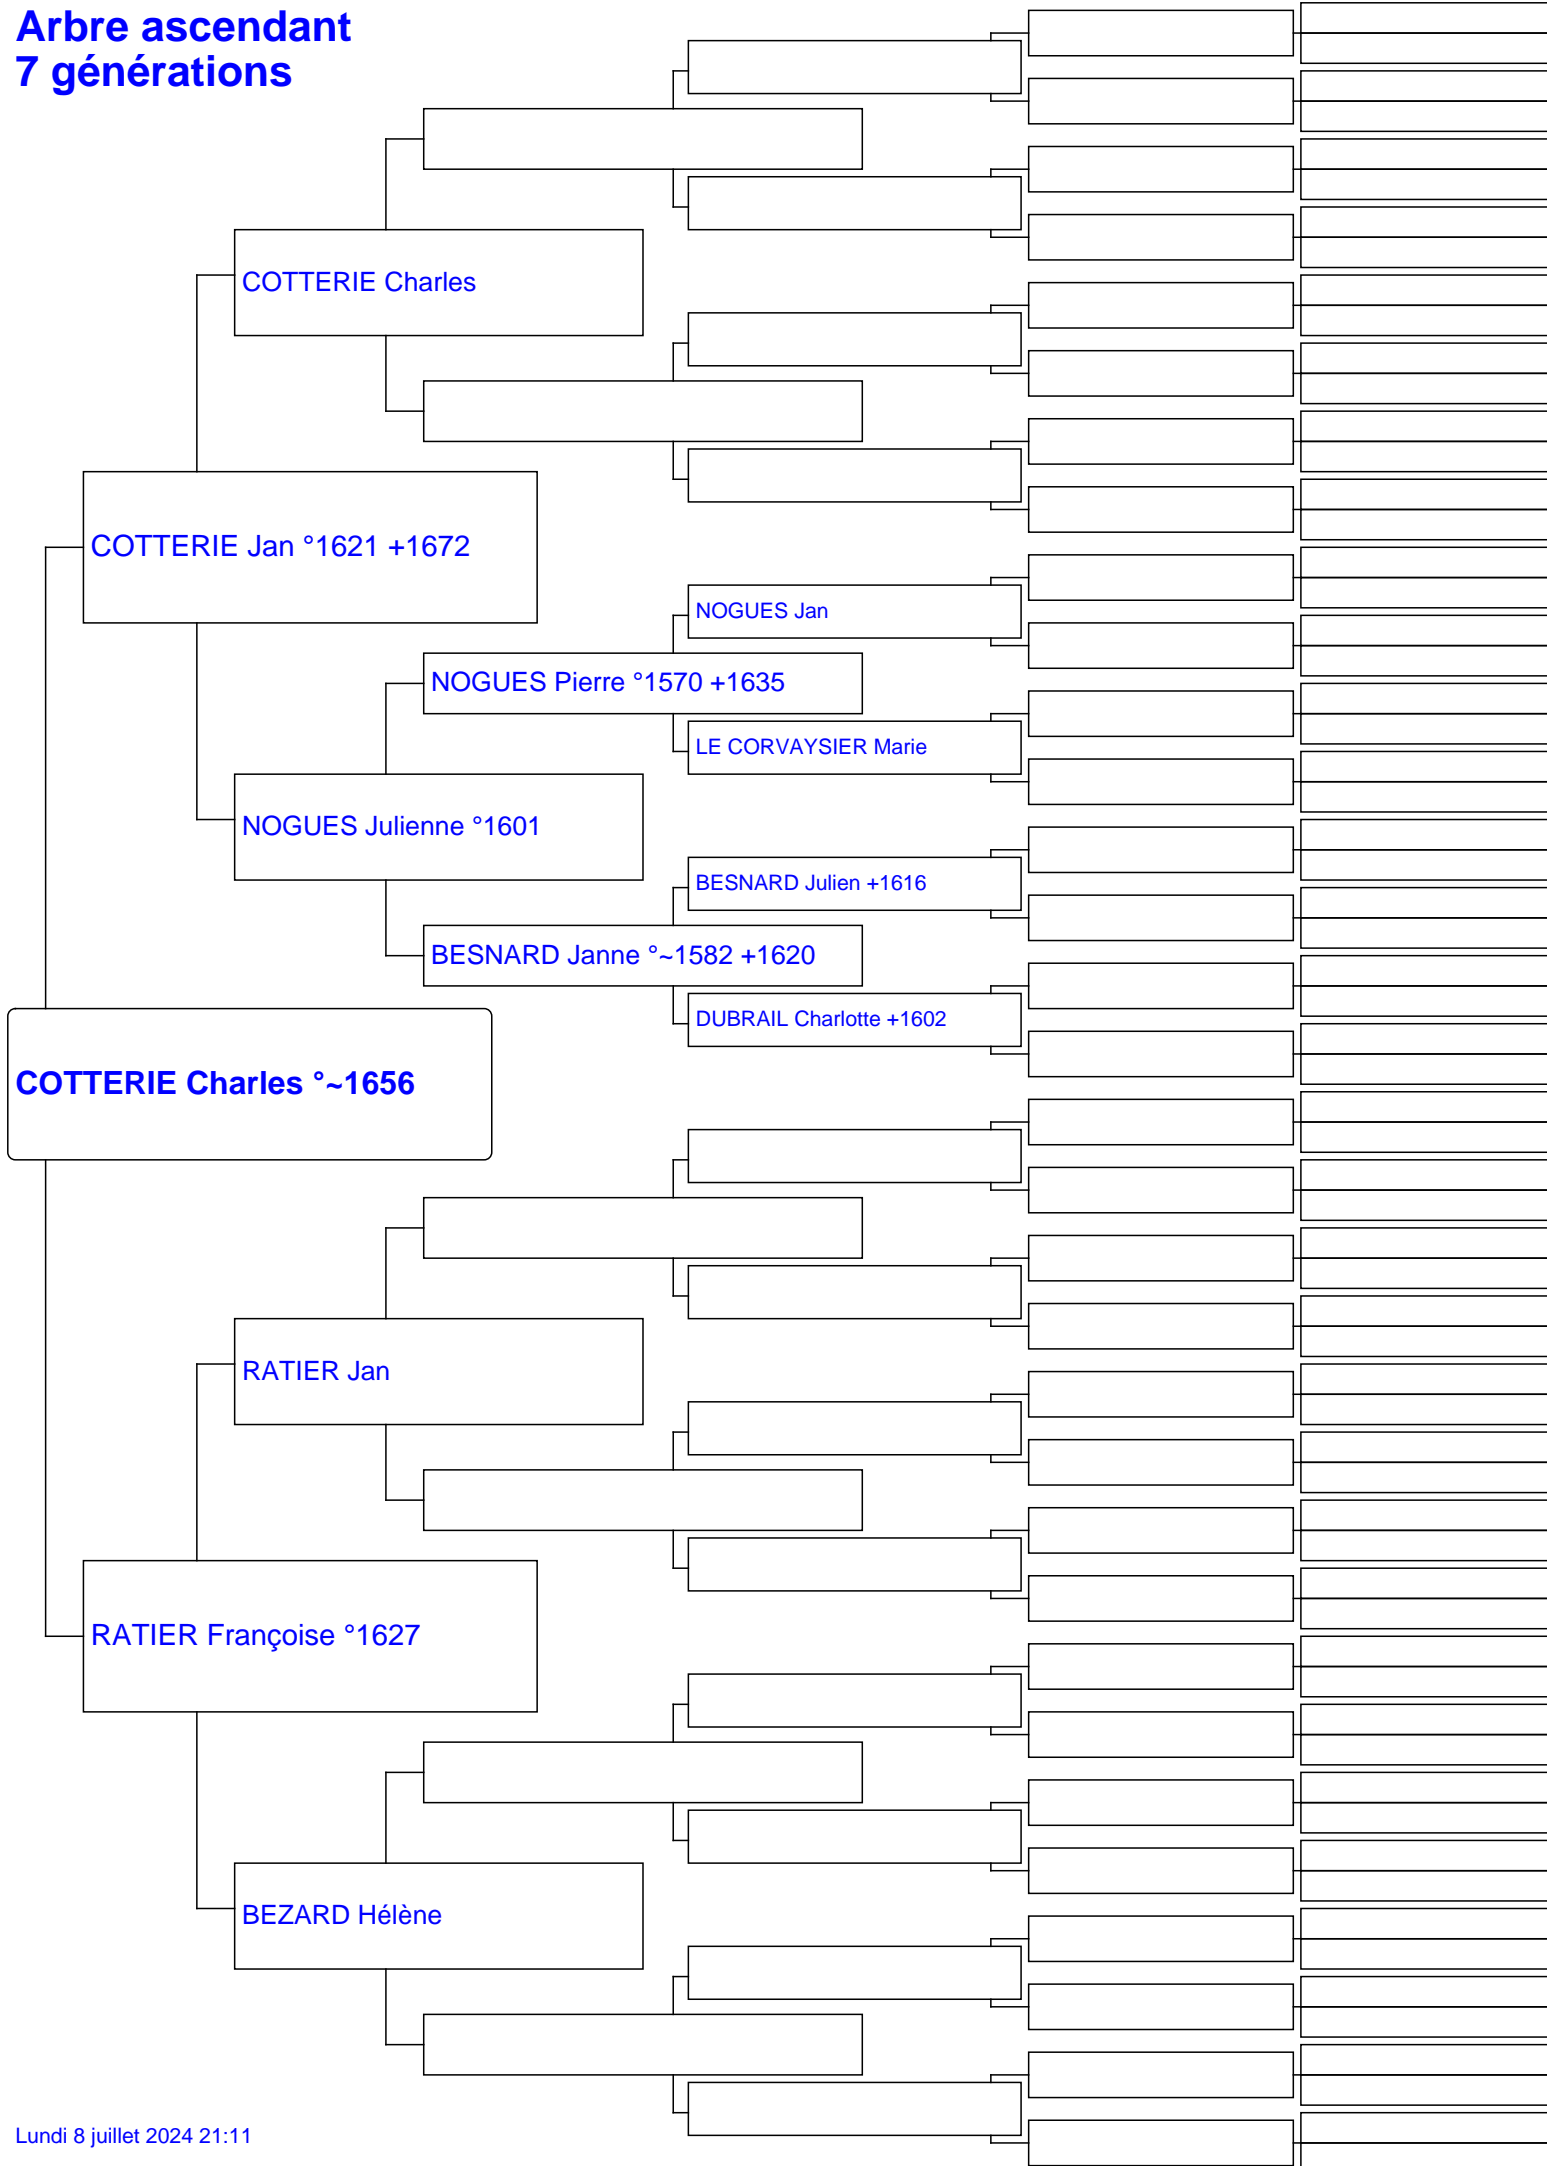 Arbre ascendant
7 générations
COTTERIE Charles
COTTERIE Jan °1621 +1672
NOGUES Jan
NOGUES Pierre °1570 +1635
LE CORVAYSIER Marie
NOGUES Julienne °1601
BESNARD Julien +1616
BESNARD Janne °~1582 +1620
DUBRAIL Charlotte +1602
COTTERIE Charles °~1656
RATIER Jan
RATIER Françoise °1627
BEZARD Hélène
Lundi 8 juillet 2024 21:11